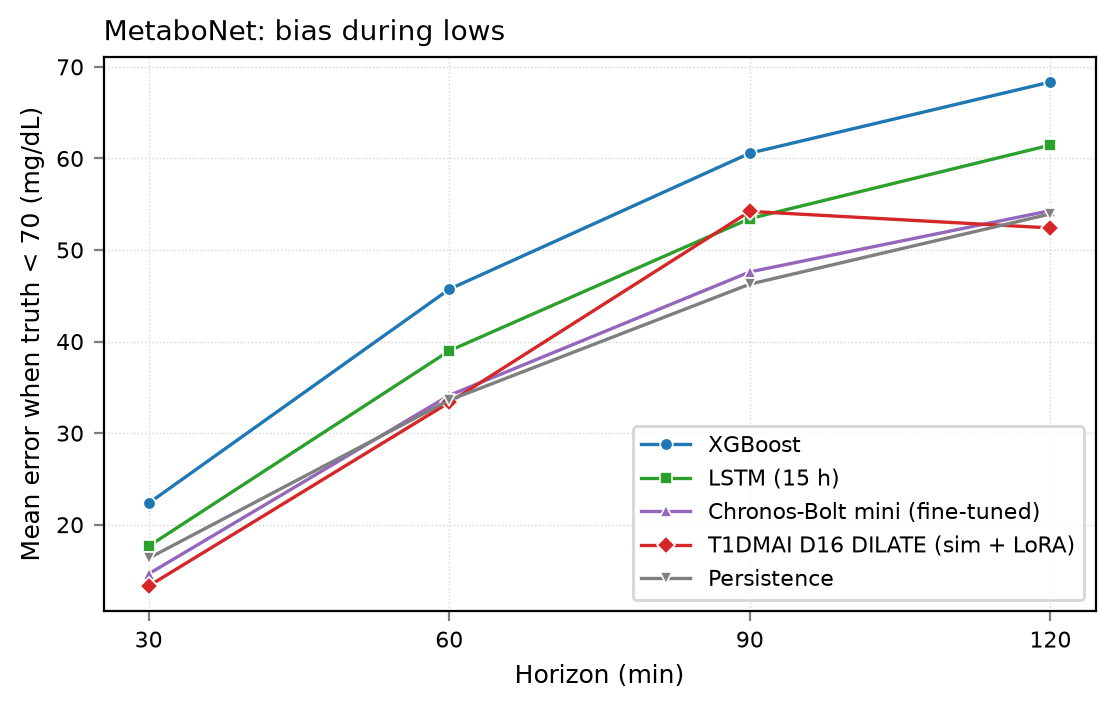 MetaboNet: bias during lows
Mean error when truth < 70 (mg/dL)
70
60
50
40
30
20
XGBoost
LSTM (15 h)
Chronos-Bolt mini (fine-tuned)
T1DMAI D16 DILATE (sim + LoRA)
Persistence
30 60 90 120
Horizon (min)